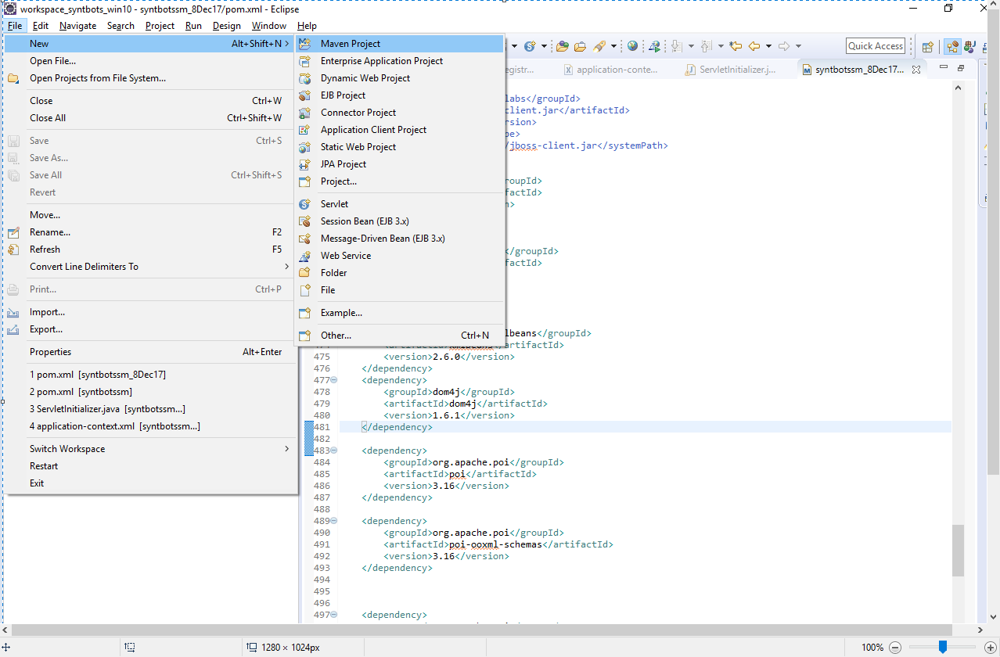 workspace_syntbots_win10 - syntbotssm_8Dec17/pom.xml - Eclipse
File Edit Navigate Search Project Run Design Window Help
New Alt+Shift+N >
Open File...
Open Projects from File System...
Close Ctrl+W
Close All Ctrl+Shift+W
Save Ctrl+S
Save As...
Save All Ctrl+Shift+S
Revert
Move...
Rename... F2
Refresh F5
Convert Line Delimiters To >
Print... Ctrl+P
Import...
Export...
Properties Alt+Enter
1 pom.xml [syntbotssm_8Dec17]
2 pom.xml [syntbotssm]
3 ServletInitializer.java [syntbotssm...]
4 application-context.xml [syntbotssm...]
Switch Workspace >
Restart
Exit
Maven Project
Enterprise Application Project
Dynamic Web Project
EJB Project
Connector Project
Application Client Project
Static Web Project
JPA Project
Project...
Servlet
Session Bean (EJB 3.x)
Message-Driven Bean (EJB 3.x)
Web Service
Folder
File
Example...
Other... Ctrl+N
Quick Access
egistr... application-conte... ServletInitializer.j... syntbotssm_8Dec17...
labs</groupId>
client.jar</artifactId>
rsion>
pe>
/jboss-client.jar</systemPath>
roupId>
factId>
n>
</groupId>
factId>
lbeans</groupId>
</artifactId>
475 <version>2.6.0</version>
476 </dependency>
477 <dependency>
478 <groupId>dom4j</groupId>
479 <artifactId>dom4j</artifactId>
480 <version>1.6.1</version>
481 </dependency>
482
483 <dependency>
484 <groupId>org.apache.poi</groupId>
485 <artifactId>poi</artifactId>
486 <version>3.16</version>
487 </dependency>
489 <dependency>
490 <groupId>org.apache.poi</groupId>
491 <artifactId>poi-ooxml-schemas</artifactId>
492 <version>3.16</version>
493 </dependency>
494
495
496
497 <dependency>
1280 × 1024px 100%